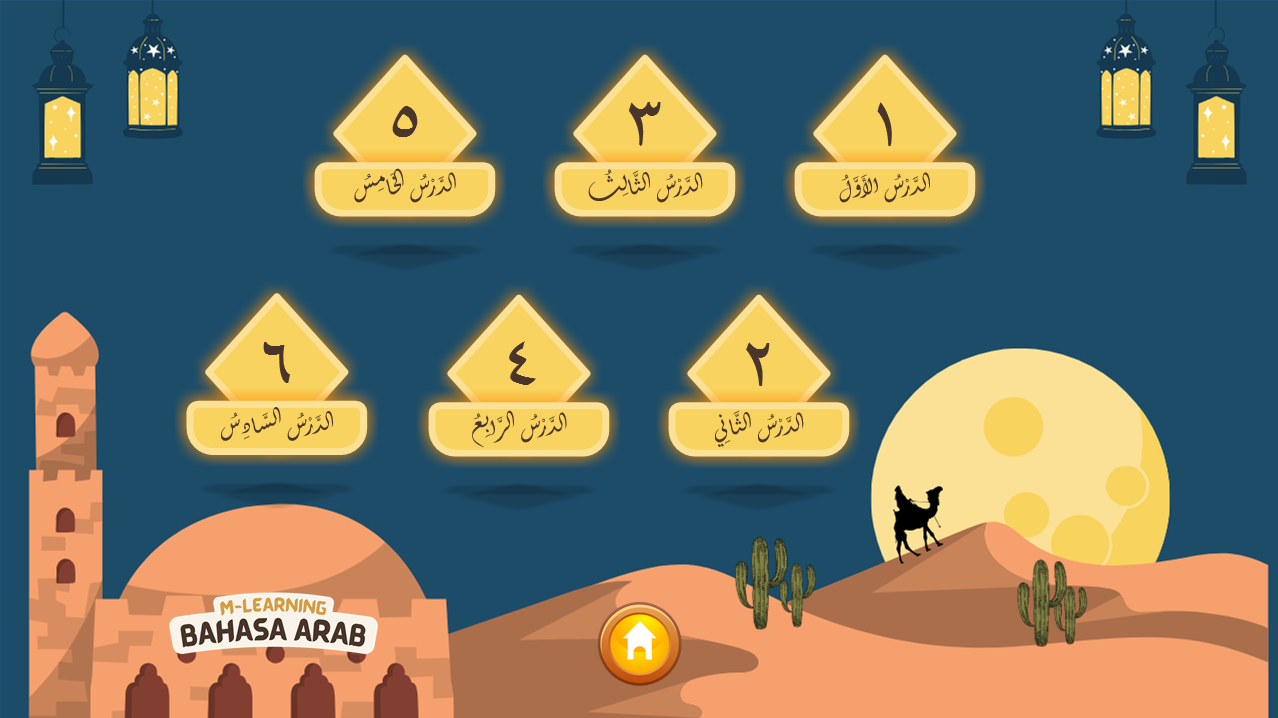 ١
الدَّرْسُ الأَوَّلُ
٣
الدَّرْسُ الثَّالِثُ
٥
الدَّرْسُ الخَامِسُ
٢
الدَّرْسُ الثَّانِي
٤
الدَّرْسُ الرَّابِعُ
٦
الدَّرْسُ السَّادِسُ
M-LEARNING
BAHASA ARAB